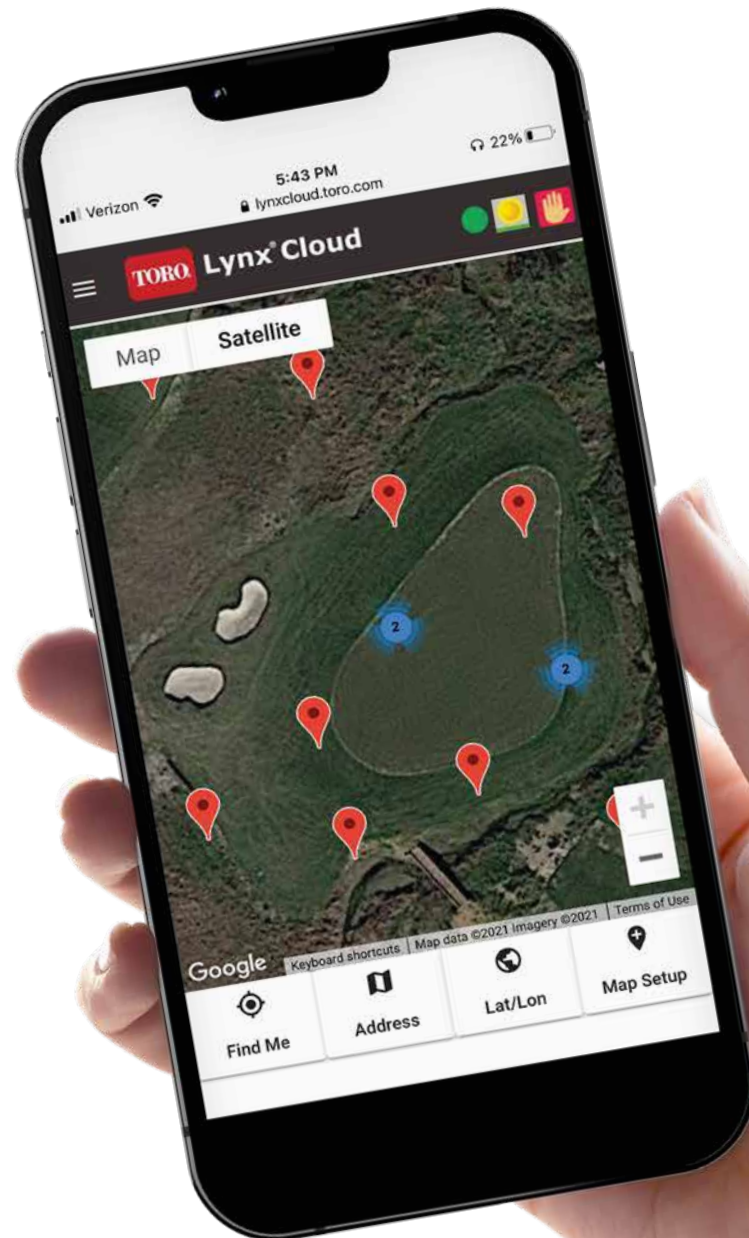 5:43 PM
22%
Verizon
lynxcloud.toro.com
TORO. Lynx® Cloud
Map
Satellite
2
2
+
−
Google
Keyboard shortcuts
Map data ©2021 Imagery ©2021
Terms of Use
Find Me
Address
Lat/Lon
Map Setup